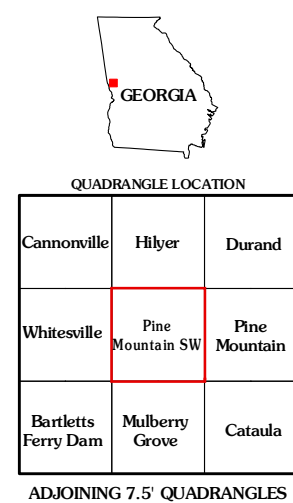 GEORGIA
QUADRANGLE LOCATION
Cannonville
Hilyer
Durand
Whitesville
Pine
Mountain SW
Pine
Mountain
Bartletts
Ferry Dam
Mulberry
Grove
Cataula
ADJOINING 7.5' QUADRANGLES